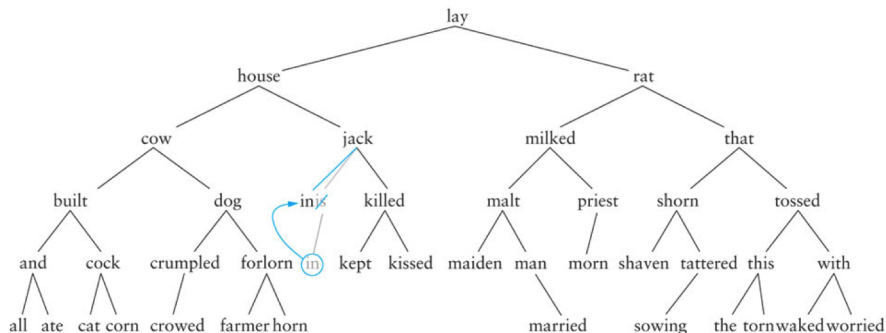 lay
house rat
cow jack milked that
built dog in is killed malt priest shorn tossed
and cock crumpled forlorn in kept kissed maiden man morn shaven tattered this with
all ate cat corn crowed farmer horn married sowing the torn waked worried